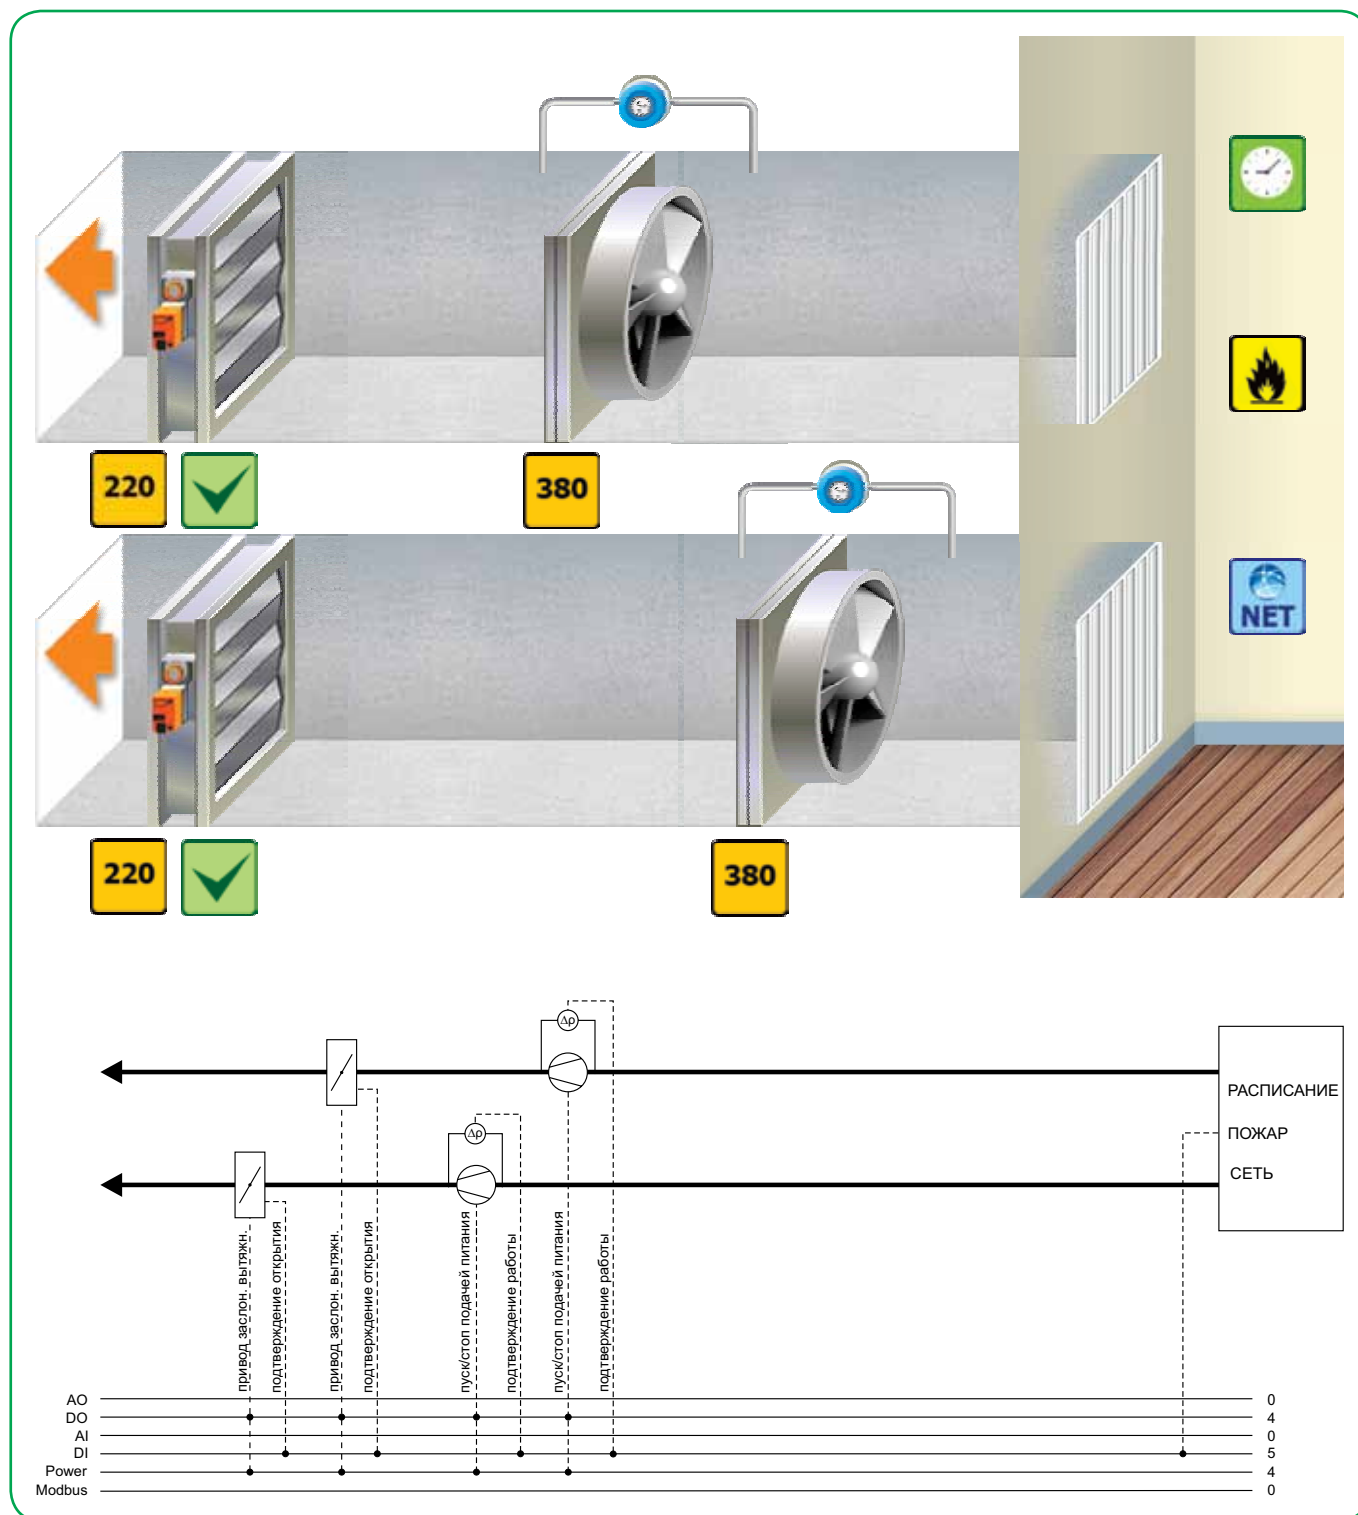 220
380
NET
220
380
Δρ
РАСПИСАНИЕ
Δρ
ПОЖАР
СЕТЬ
привод заслон. вытяжн.
подтверждение открытия
привод заслон. вытяжн.
подтверждение открытия
пуск/стоп подачей питания
подтверждение работы
пуск/стоп подачей питания
подтверждение работы
AO 0
DO 4
AI 0
DI 5
Power 4
Modbus 0